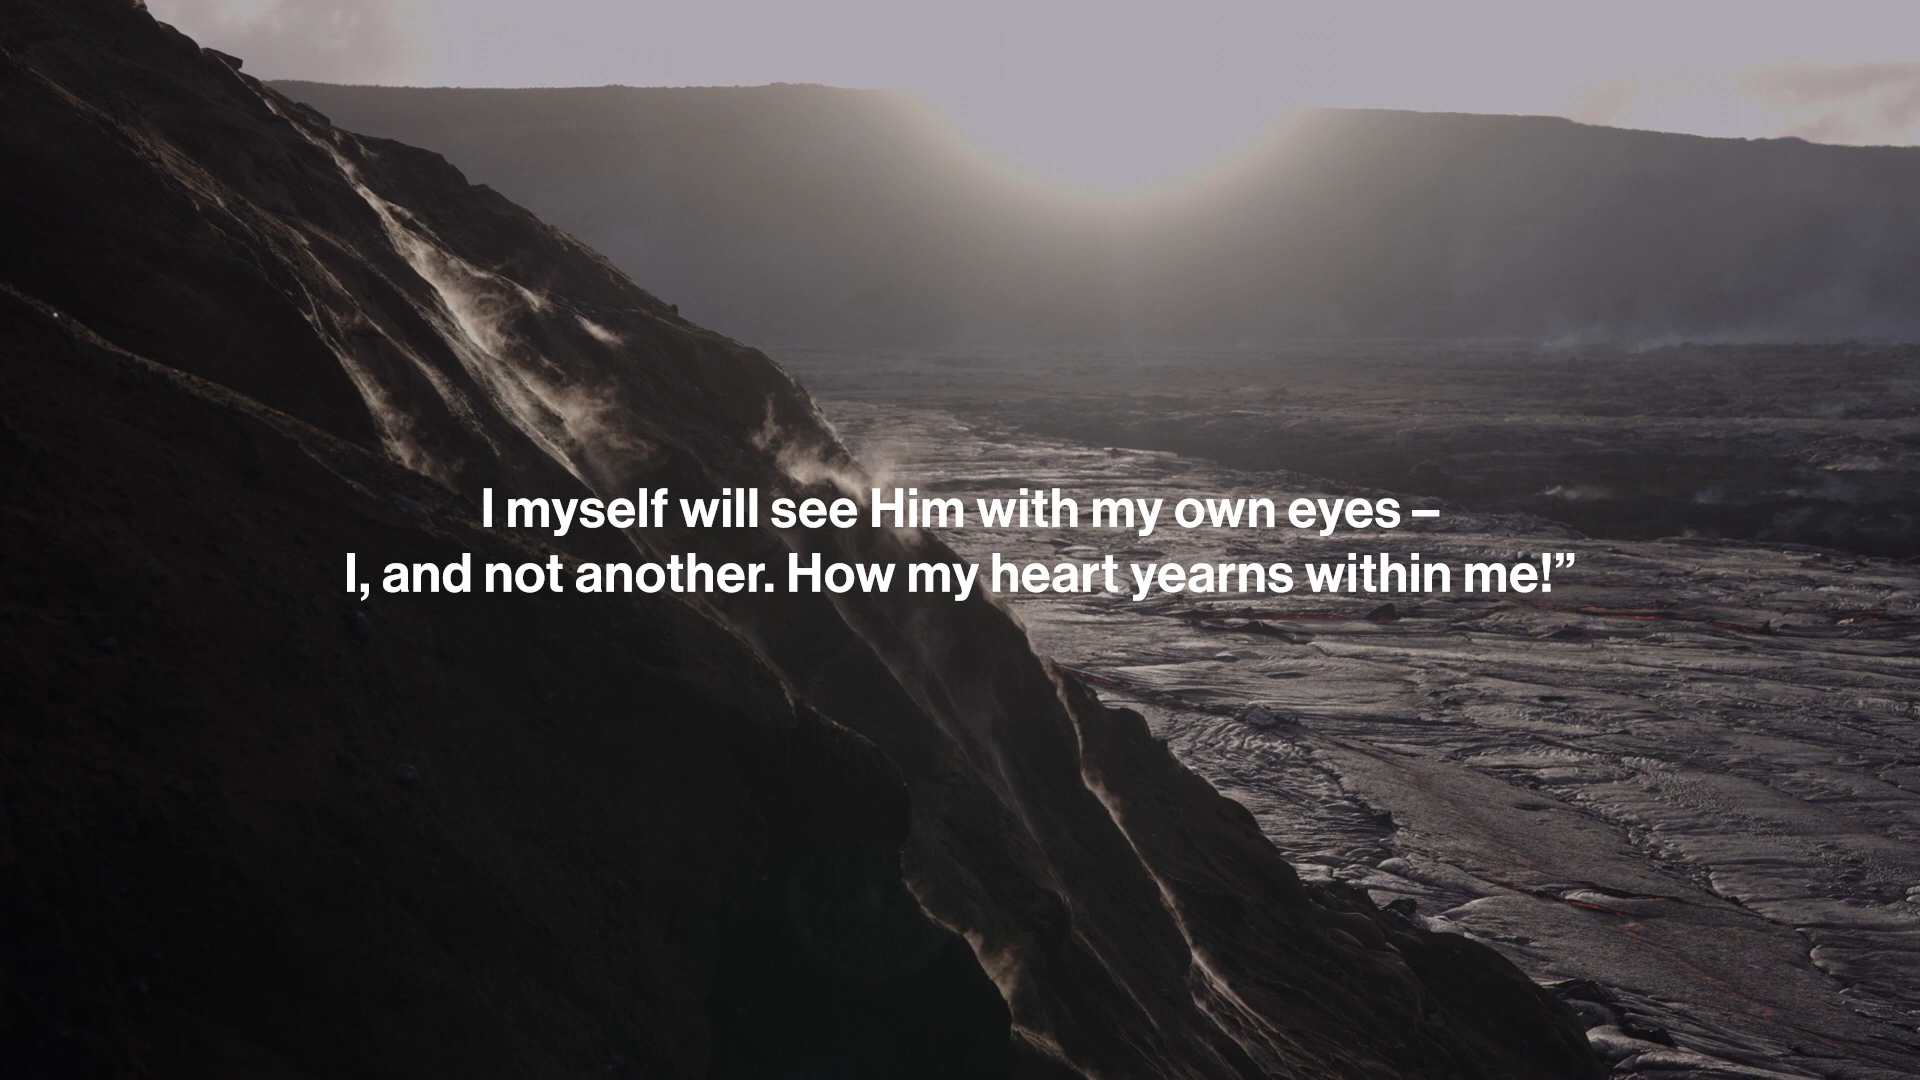 I myself will see Him with my own eyes –
I, and not another. How my heart yearns within me!”